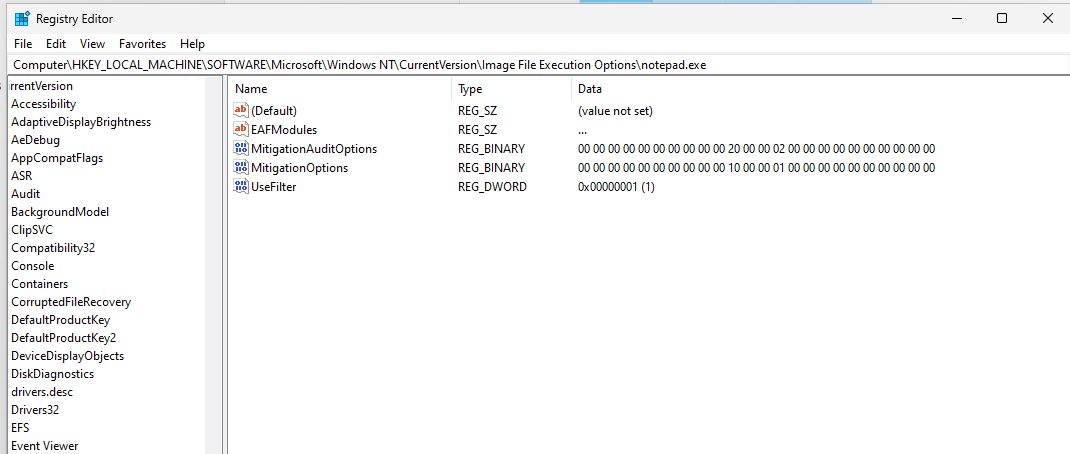 Registry Editor
File Edit View Favorites Help
Computer\HKEY_LOCAL_MACHINE\SOFTWARE\Microsoft\Windows NT\CurrentVersion\Image File Execution Options\notepad.exe
rrentVersion
Accessibility
AdaptiveDisplayBrightness
AeDebug
AppCompatFlags
ASR
Audit
BackgroundModel
ClipSVC
Compatibility32
Console
Containers
CorruptedFileRecovery
DefaultProductKey
DefaultProductKey2
DeviceDisplayObjects
DiskDiagnostics
drivers.desc
Drivers32
EFS
Event Viewer
Name Type Data
(Default) REG_SZ (value not set)
EAFModules REG_SZ ...
MitigationAuditOptions REG_BINARY 00 00 00 00 00 00 00 00 00 00 20 00 00 02 00 00 00 00 00 00 00 00 00 00
MitigationOptions REG_BINARY 00 00 00 00 00 00 00 00 00 00 10 00 00 01 00 00 00 00 00 00 00 00 00 00
UseFilter REG_DWORD 0x00000001 (1)